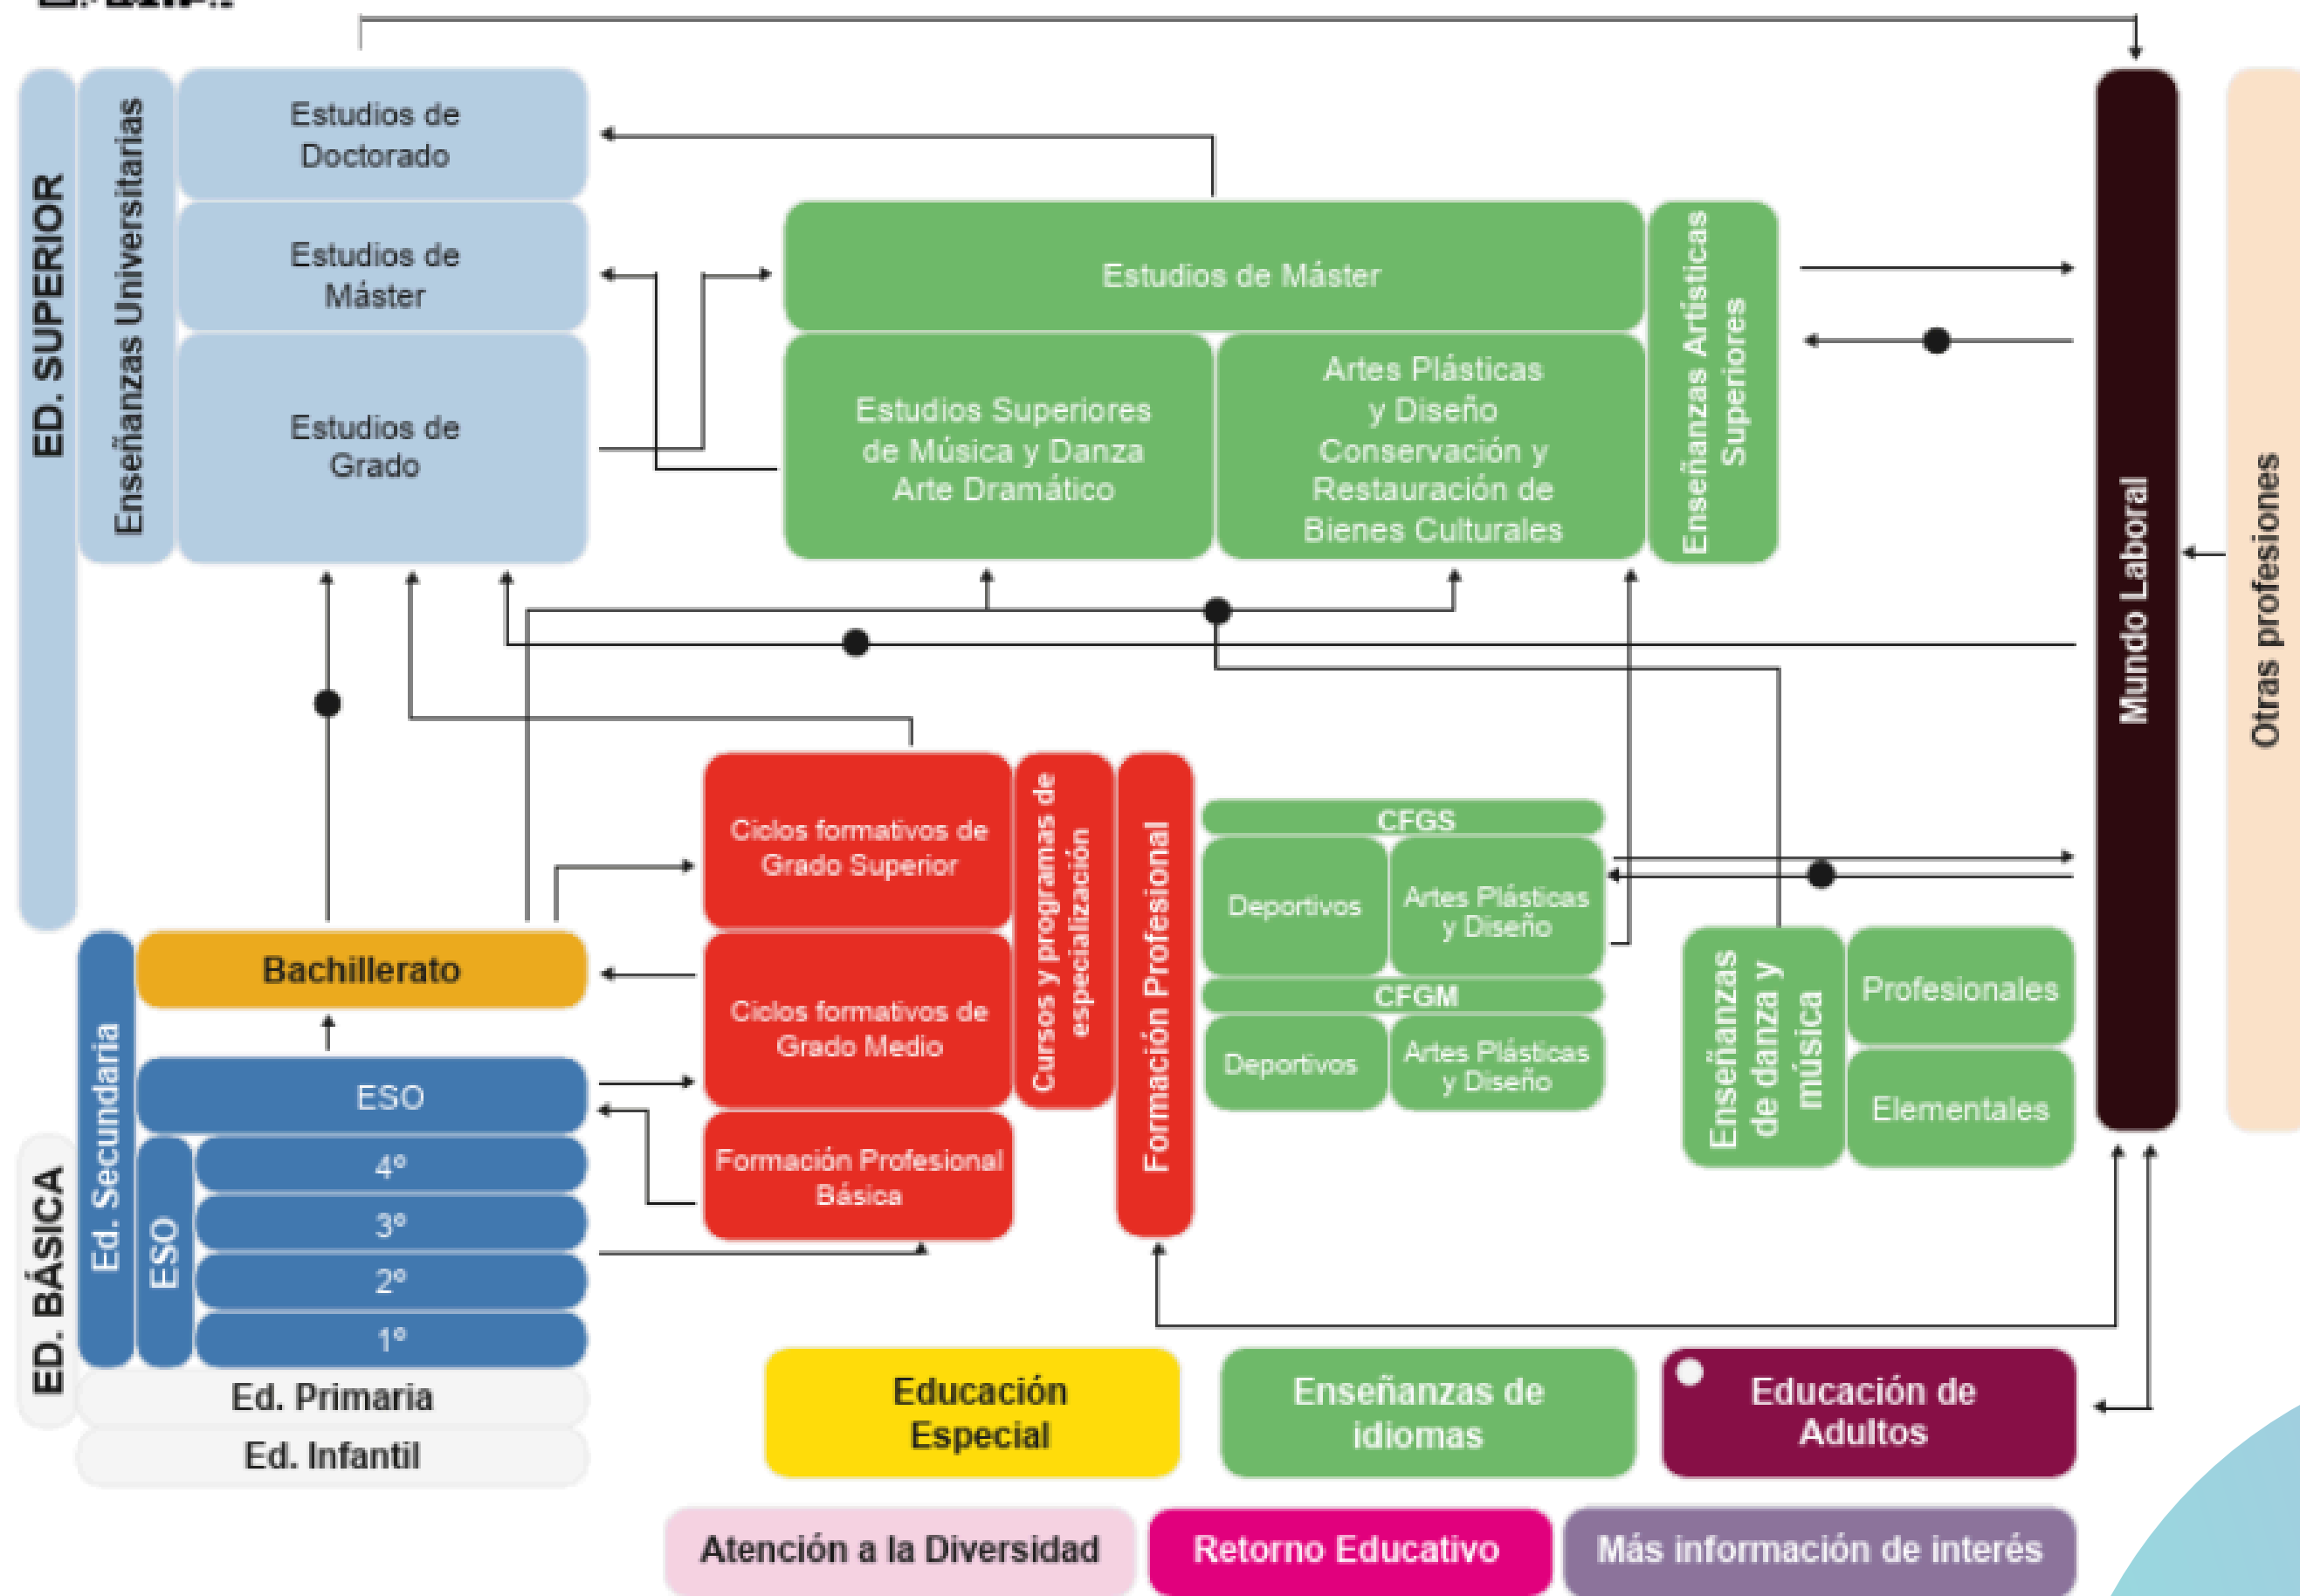 ED. SUPERIOR
Enseñanzas Universitarias
Estudios de
Doctorado
Estudios de
Máster
Estudios de
Grado
Estudios de Máster
Estudios Superiores
de Música y Danza
Arte Dramático
Artes Plásticas
y Diseño
Conservación y
Restauración de
Bienes Culturales
Enseñanzas Artísticas
Superiores
Mundo Laboral
Otras profesiones
Ciclos formativos de
Grado Superior
Ciclos formativos de
Grado Medio
Formación Profesional
Básica
Cursos y programas de
especialización
Formación Profesional
CFGS
Deportivos
Artes Plásticas
y Diseño
CFGM
Deportivos
Artes Plásticas
y Diseño
Enseñanzas
de danza y
música
Profesionales
Elementales
Bachillerato
Ed. Secundaria
ESO
ESO
4º
3º
2º
1º
ED. BÁSICA
Ed. Primaria
Ed. Infantil
Educación
Especial
Enseñanzas de
idiomas
Educación de
Adultos
Atención a la Diversidad
Retorno Educativo
Más información de interés